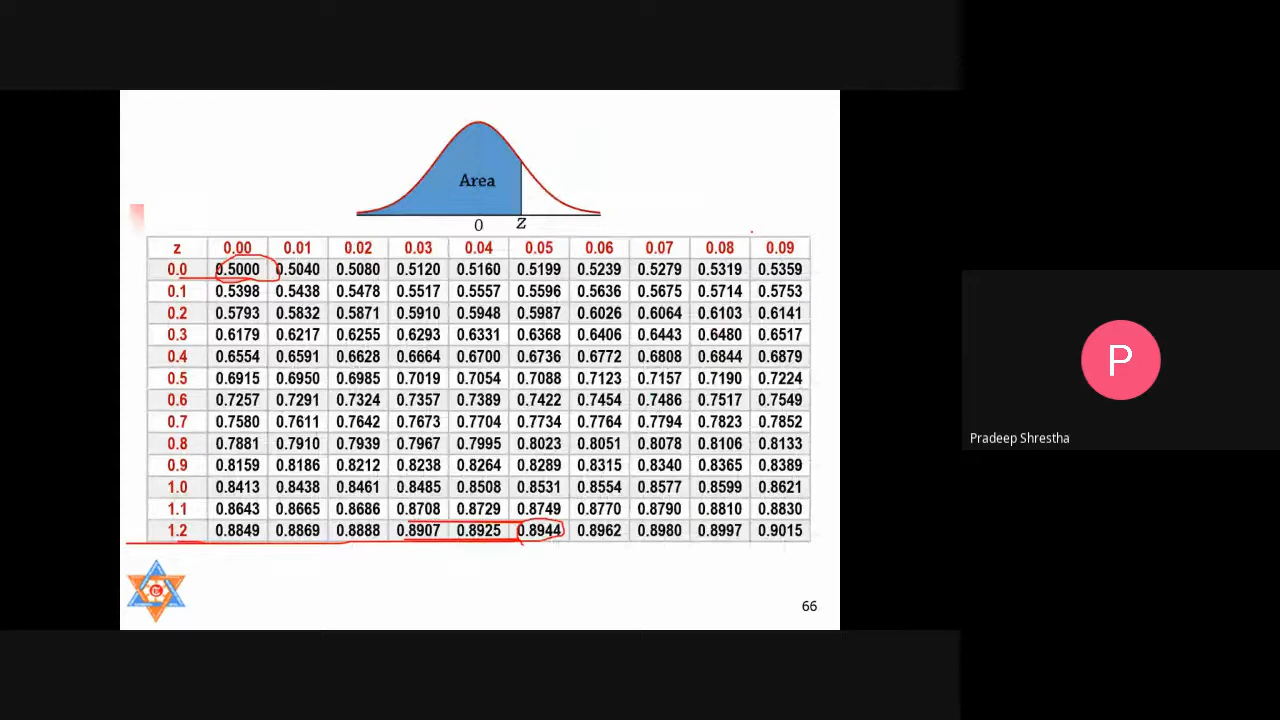 Area
0 z
z 0.00 0.01 0.02 0.03 0.04 0.05 0.06 0.07 0.08 0.09
0.0 0.5000 0.5040 0.5080 0.5120 0.5160 0.5199 0.5239 0.5279 0.5319 0.5359
0.1 0.5398 0.5438 0.5478 0.5517 0.5557 0.5596 0.5636 0.5675 0.5714 0.5753
0.2 0.5793 0.5832 0.5871 0.5910 0.5948 0.5987 0.6026 0.6064 0.6103 0.6141
0.3 0.6179 0.6217 0.6255 0.6293 0.6331 0.6368 0.6406 0.6443 0.6480 0.6517
0.4 0.6554 0.6591 0.6628 0.6664 0.6700 0.6736 0.6772 0.6808 0.6844 0.6879
0.5 0.6915 0.6950 0.6985 0.7019 0.7054 0.7088 0.7123 0.7157 0.7190 0.7224
0.6 0.7257 0.7291 0.7324 0.7357 0.7389 0.7422 0.7454 0.7486 0.7517 0.7549
0.7 0.7580 0.7611 0.7642 0.7673 0.7704 0.7734 0.7764 0.7794 0.7823 0.7852
0.8 0.7881 0.7910 0.7939 0.7967 0.7995 0.8023 0.8051 0.8078 0.8106 0.8133
0.9 0.8159 0.8186 0.8212 0.8238 0.8264 0.8289 0.8315 0.8340 0.8365 0.8389
1.0 0.8413 0.8438 0.8461 0.8485 0.8508 0.8531 0.8554 0.8577 0.8599 0.8621
1.1 0.8643 0.8665 0.8686 0.8708 0.8729 0.8749 0.8770 0.8790 0.8810 0.8830
1.2 0.8849 0.8869 0.8888 0.8907 0.8925 0.8944 0.8962 0.8980 0.8997 0.9015
66
P
Pradeep Shrestha